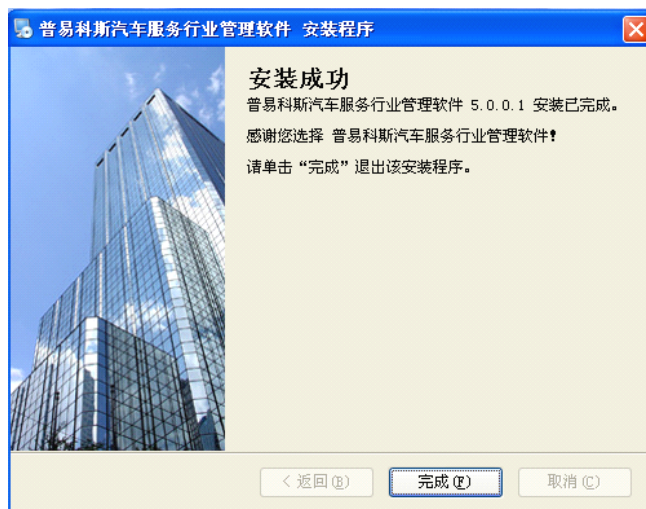 普易科斯汽车服务行业管理软件 安装程序
安装成功
普易科斯汽车服务行业管理软件 5.0.0.1 安装已完成。
感谢您选择 普易科斯汽车服务行业管理软件!
请单击“完成”退出该安装程序。
< 返回(B) 完成(F) 取消(C)